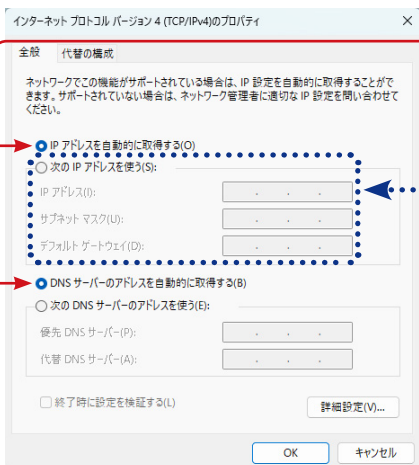 インターネット プロトコル バージョン 4 (TCP/IPv4)のプロパティ
全般 代替の構成
ネットワークでこの機能がサポートされている場合は、IP 設定を自動的に取得することがで
きます。サポートされていない場合は、ネットワーク管理者に適切な IP 設定を問い合わせて
ください。
IP アドレスを自動的に取得する(O)
次の IP アドレスを使う(S):
IP アドレス(I):
サブネット マスク(U):
デフォルト ゲートウェイ(D):
DNS サーバーのアドレスを自動的に取得する(B)
次の DNS サーバーのアドレスを使う(E):
優先 DNS サーバー(P):
代替 DNS サーバー(A):
終了時に設定を検証する(L)
詳細設定(V)...
OK キャンセル